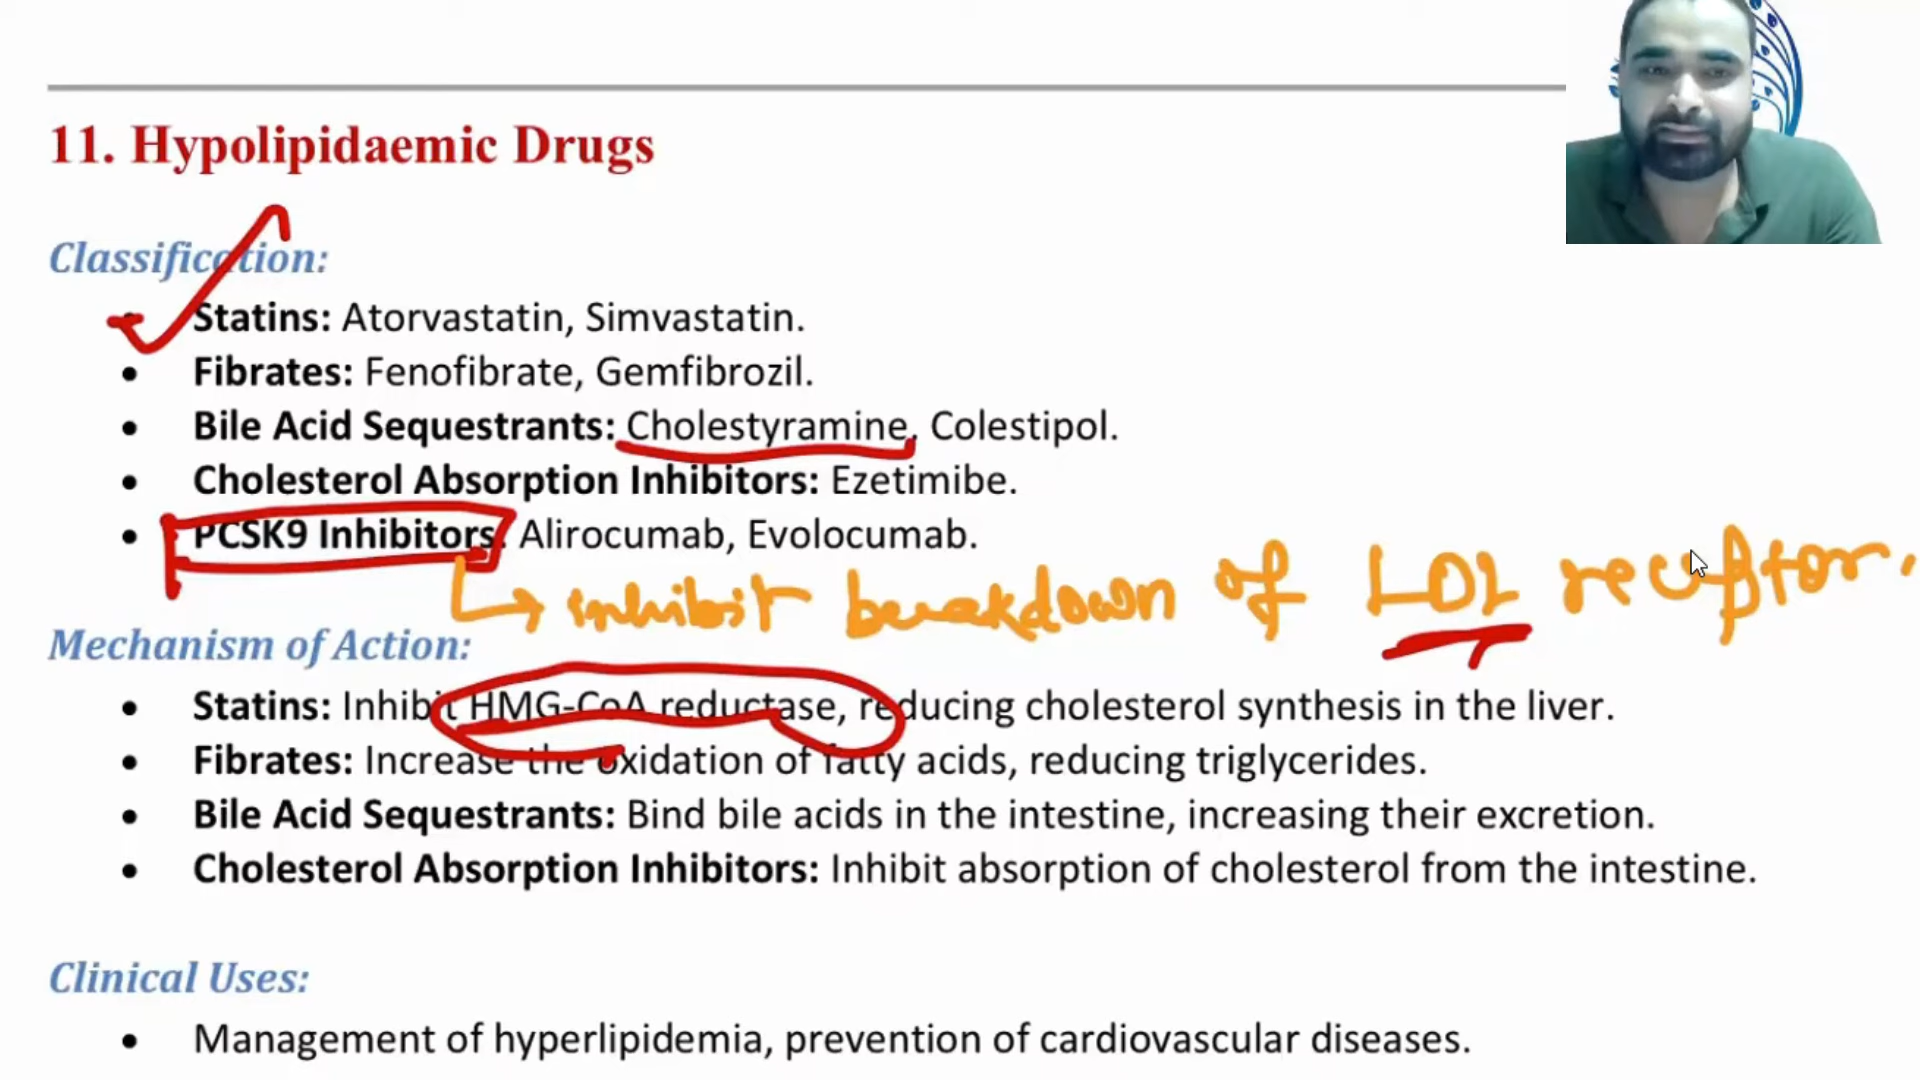 11. Hypolipidaemic Drugs
Classification:
• Statins: Atorvastatin, Simvastatin.
• Fibrates: Fenofibrate, Gemfibrozil.
• Bile Acid Sequestrants: Cholestyramine, Colestipol.
• Cholesterol Absorption Inhibitors: Ezetimibe.
• PCSK9 Inhibitors: Alirocumab, Evolocumab.
↳ inhibit breakdown of LDL receptor.
Mechanism of Action:
• Statins: Inhibit HMG-CoA reductase, reducing cholesterol synthesis in the liver.
• Fibrates: Increase the oxidation of fatty acids, reducing triglycerides.
• Bile Acid Sequestrants: Bind bile acids in the intestine, increasing their excretion.
• Cholesterol Absorption Inhibitors: Inhibit absorption of cholesterol from the intestine.
Clinical Uses:
• Management of hyperlipidemia, prevention of cardiovascular diseases.